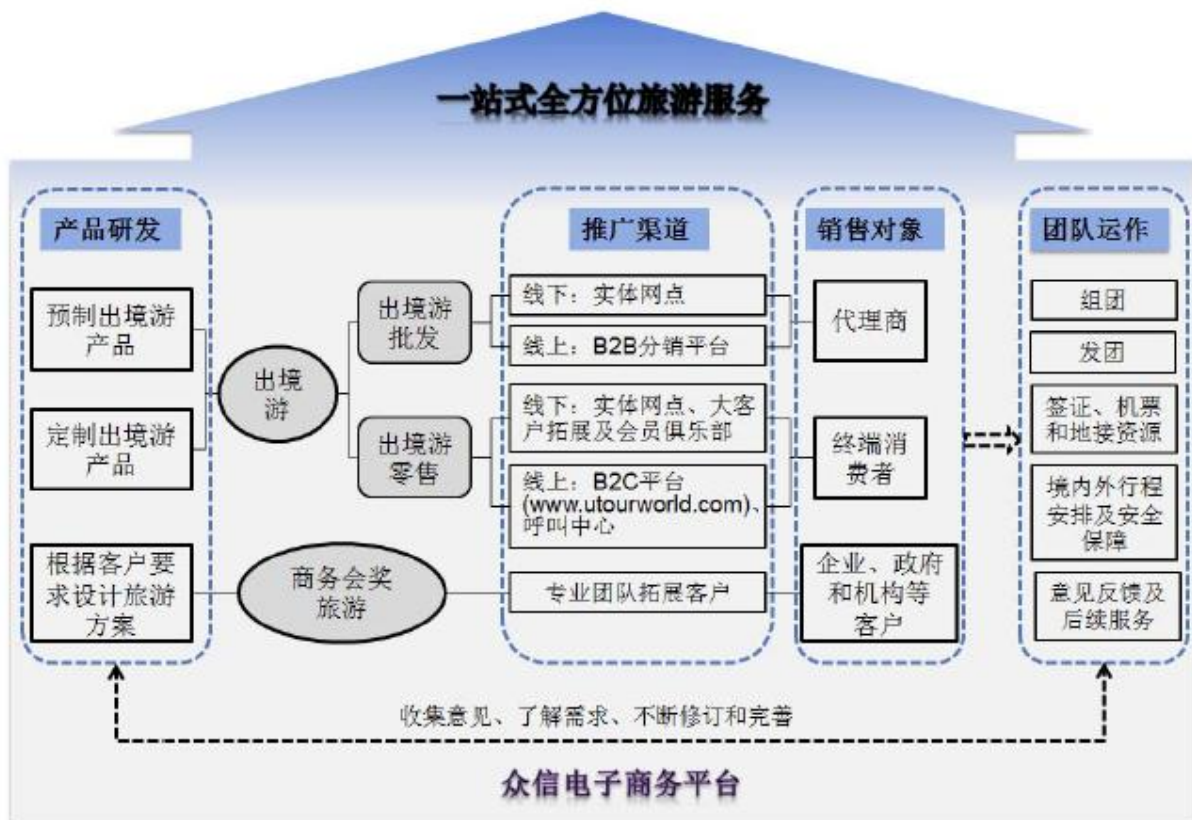 一站式全方位旅游服务
产品研发
推广渠道
销售对象
团队运作
预制出境游
产品
定制出境游
产品
根据客户要
求设计旅游
方案
出境
游
商务会奖
旅游
出境游
批发
出境游
零售
线下：实体网点
线上：B2B分销平台
线下：实体网点、大客
户拓展及会员俱乐部
线上：B2C平台
(www.utourworld.com)、
呼叫中心
专业团队拓展客户
代理商
终端消
费者
企业、政府
和机构等
客户
组团
发团
签证、机票
和地接资源
境内外行程
安排及安全
保障
意见反馈及
后续服务
收集意见、了解需求、不断修订和完善
众信电子商务平台